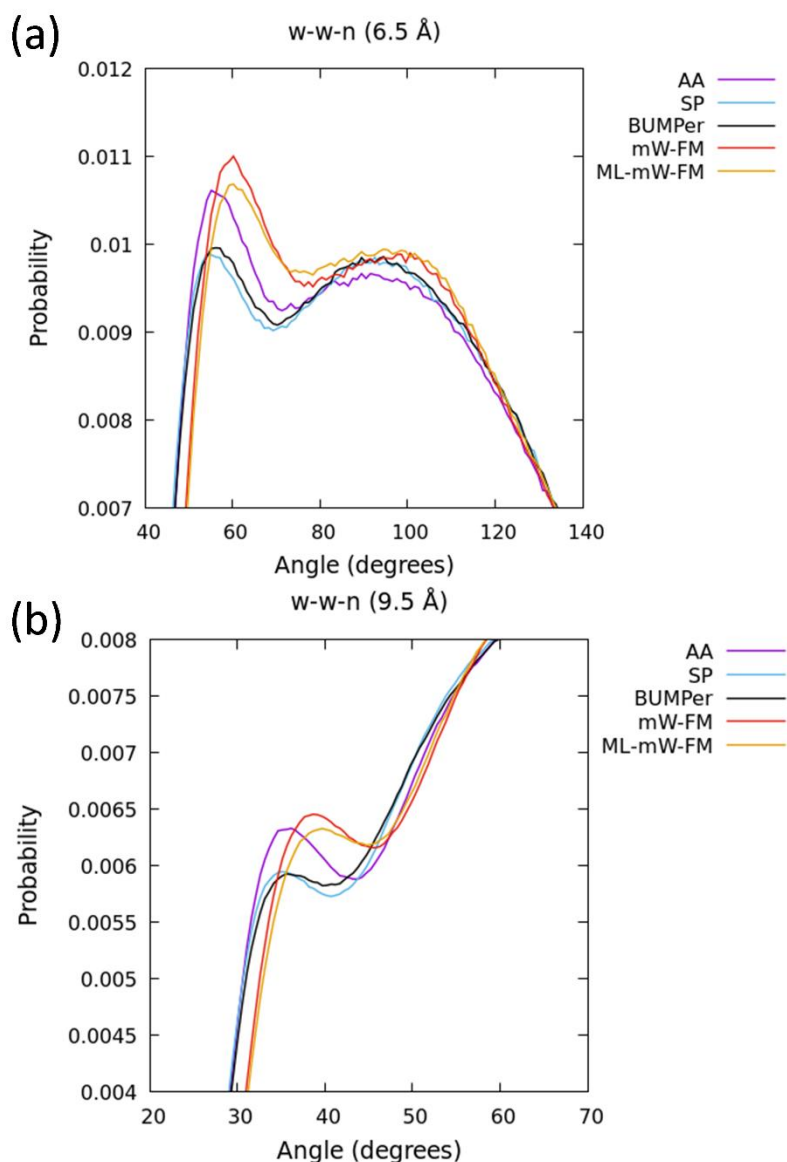 (a)
w-w-n (6.5 Å)
0.012
0.011
0.01
0.009
0.008
0.007
Probability
40 60 80 100 120 140
Angle (degrees)
AA
SP
BUMPer
mW-FM
ML-mW-FM
(b)
w-w-n (9.5 Å)
0.008
0.0075
0.007
0.0065
0.006
0.0055
0.005
0.0045
0.004
Probability
20 30 40 50 60 70
Angle (degrees)
AA
SP
BUMPer
mW-FM
ML-mW-FM